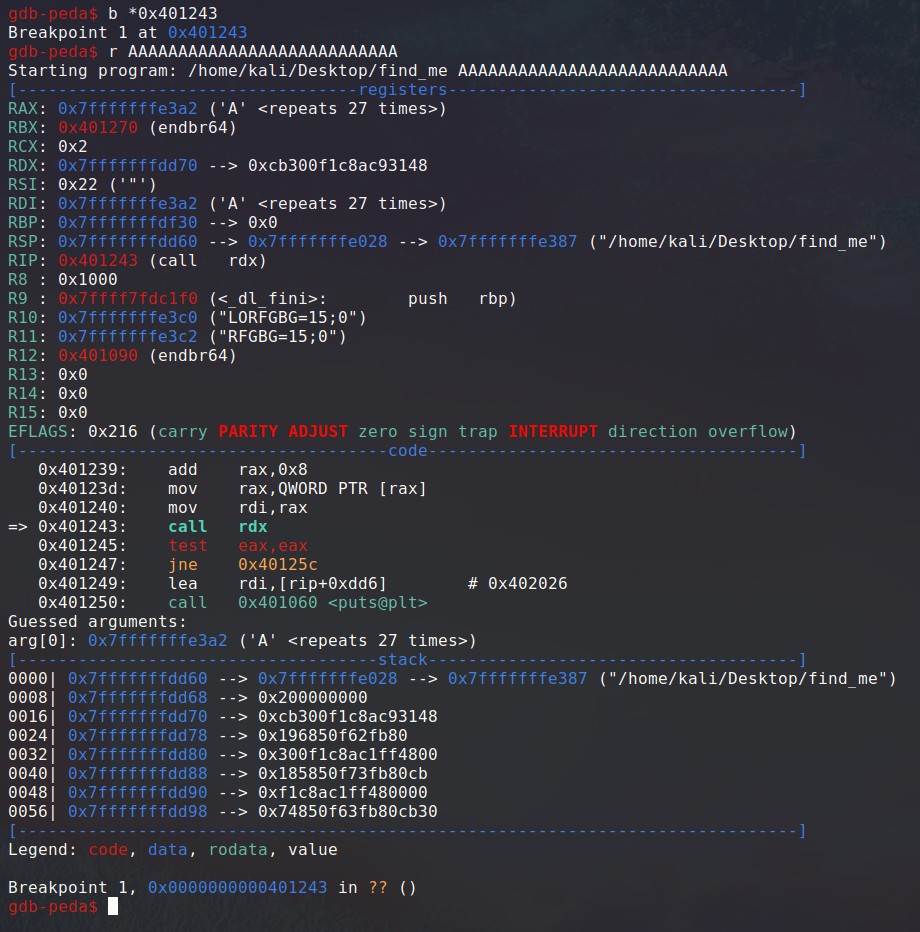 gdb-peda$ b *0x401243
Breakpoint 1 at 0x401243
gdb-peda$ r AAAAAAAAAAAAAAAAAAAAAAAAAAA
Starting program: /home/kali/Desktop/find_me AAAAAAAAAAAAAAAAAAAAAAAAAAA
[----------------------------------registers-----------------------------------]
RAX: 0x7fffffffe3a2 ('A' <repeats 27 times>)
RBX: 0x401270 (endbr64)
RCX: 0x2
RDX: 0x7fffffffdd70 --> 0xcb300f1c8ac93148
RSI: 0x22 ('"')
RDI: 0x7fffffffe3a2 ('A' <repeats 27 times>)
RBP: 0x7fffffffdf30 --> 0x0
RSP: 0x7fffffffdd60 --> 0x7fffffffe028 --> 0x7fffffffe387 ("/home/kali/Desktop/find_me")
RIP: 0x401243 (call   rdx)
R8 : 0x1000
R9 : 0x7ffff7fdc1f0 (<_dl_fini>:        push   rbp)
R10: 0x7fffffffe3c0 ("LORFGBG=15;0")
R11: 0x7fffffffe3c2 ("RFGBG=15;0")
R12: 0x401090 (endbr64)
R13: 0x0
R14: 0x0
R15: 0x0
EFLAGS: 0x216 (carry PARITY ADJUST zero sign trap INTERRUPT direction overflow)
[-------------------------------------code-------------------------------------]
   0x401239:    add    rax,0x8
   0x40123d:    mov    rax,QWORD PTR [rax]
   0x401240:    mov    rdi,rax
=> 0x401243:    call   rdx
   0x401245:    test   eax,eax
   0x401247:    jne    0x40125c
   0x401249:    lea    rdi,[rip+0xdd6]        # 0x402026
   0x401250:    call   0x401060 <puts@plt>
Guessed arguments:
arg[0]: 0x7fffffffe3a2 ('A' <repeats 27 times>)
[------------------------------------stack-------------------------------------]
0000| 0x7fffffffdd60 --> 0x7fffffffe028 --> 0x7fffffffe387 ("/home/kali/Desktop/find_me")
0008| 0x7fffffffdd68 --> 0x200000000
0016| 0x7fffffffdd70 --> 0xcb300f1c8ac93148
0024| 0x7fffffffdd78 --> 0x196850f62fb80
0032| 0x7fffffffdd80 --> 0x300f1c8ac1ff4800
0040| 0x7fffffffdd88 --> 0x185850f73fb80cb
0048| 0x7fffffffdd90 --> 0xf1c8ac1ff480000
0056| 0x7fffffffdd98 --> 0x74850f63fb80cb30
[------------------------------------------------------------------------------]
Legend: code, data, rodata, value
Breakpoint 1, 0x0000000000401243 in ?? ()
gdb-peda$